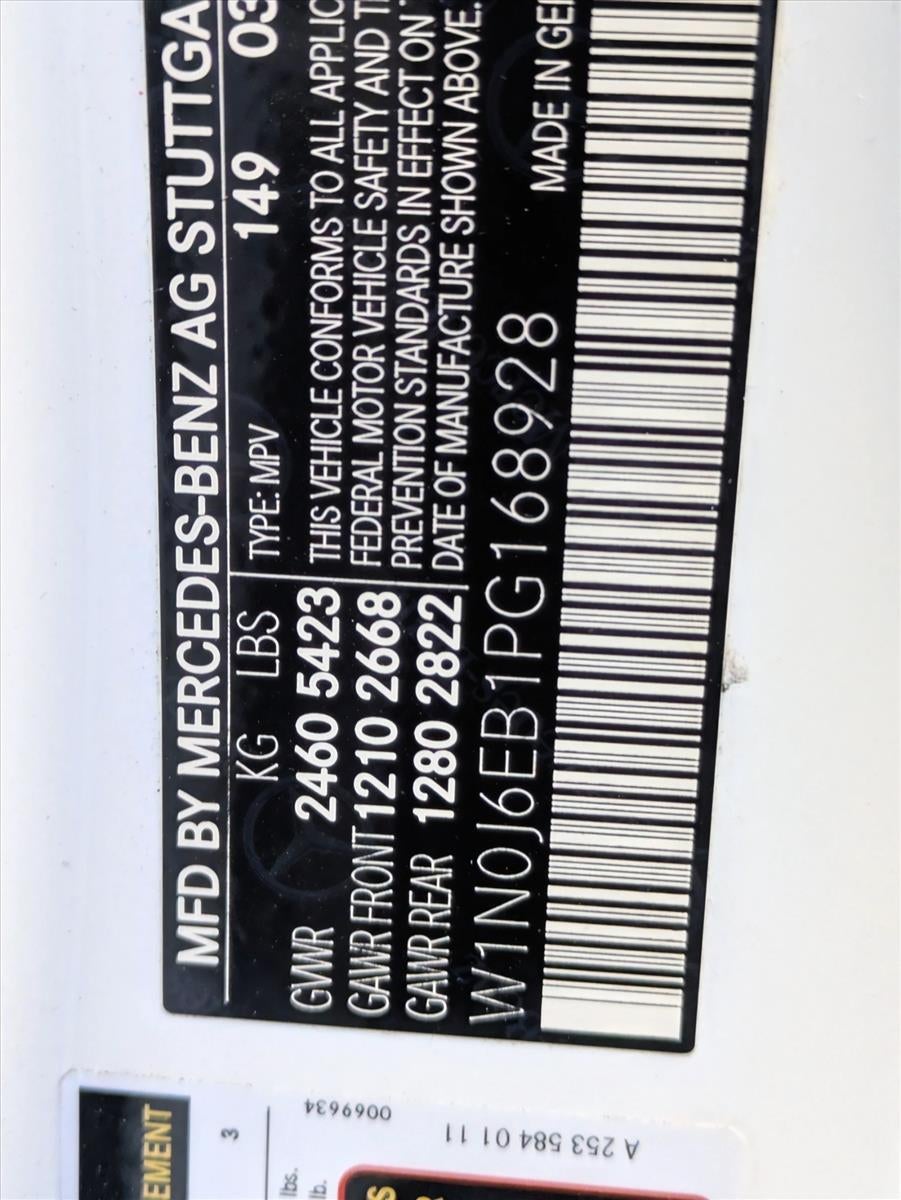 MFD BY MERCEDES-BENZ AG STUTTGA
KG LBS TYPE: MPV 149 03
GVWR 2460 5423 THIS VEHICLE CONFORMS TO ALL APPLIC
GAWR FRONT 1210 2668 FEDERAL MOTOR VEHICLE SAFETY AND
PREVENTION STANDARDS IN EFFECT ON
GAWR REAR 1280 2822 DATE OF MANUFACTURE SHOWN ABOVE.
W1N0J6EB1PG168928 MADE IN GE
EMENT
3
lbs.
lb.
0069634
A 253 584 01 11
S